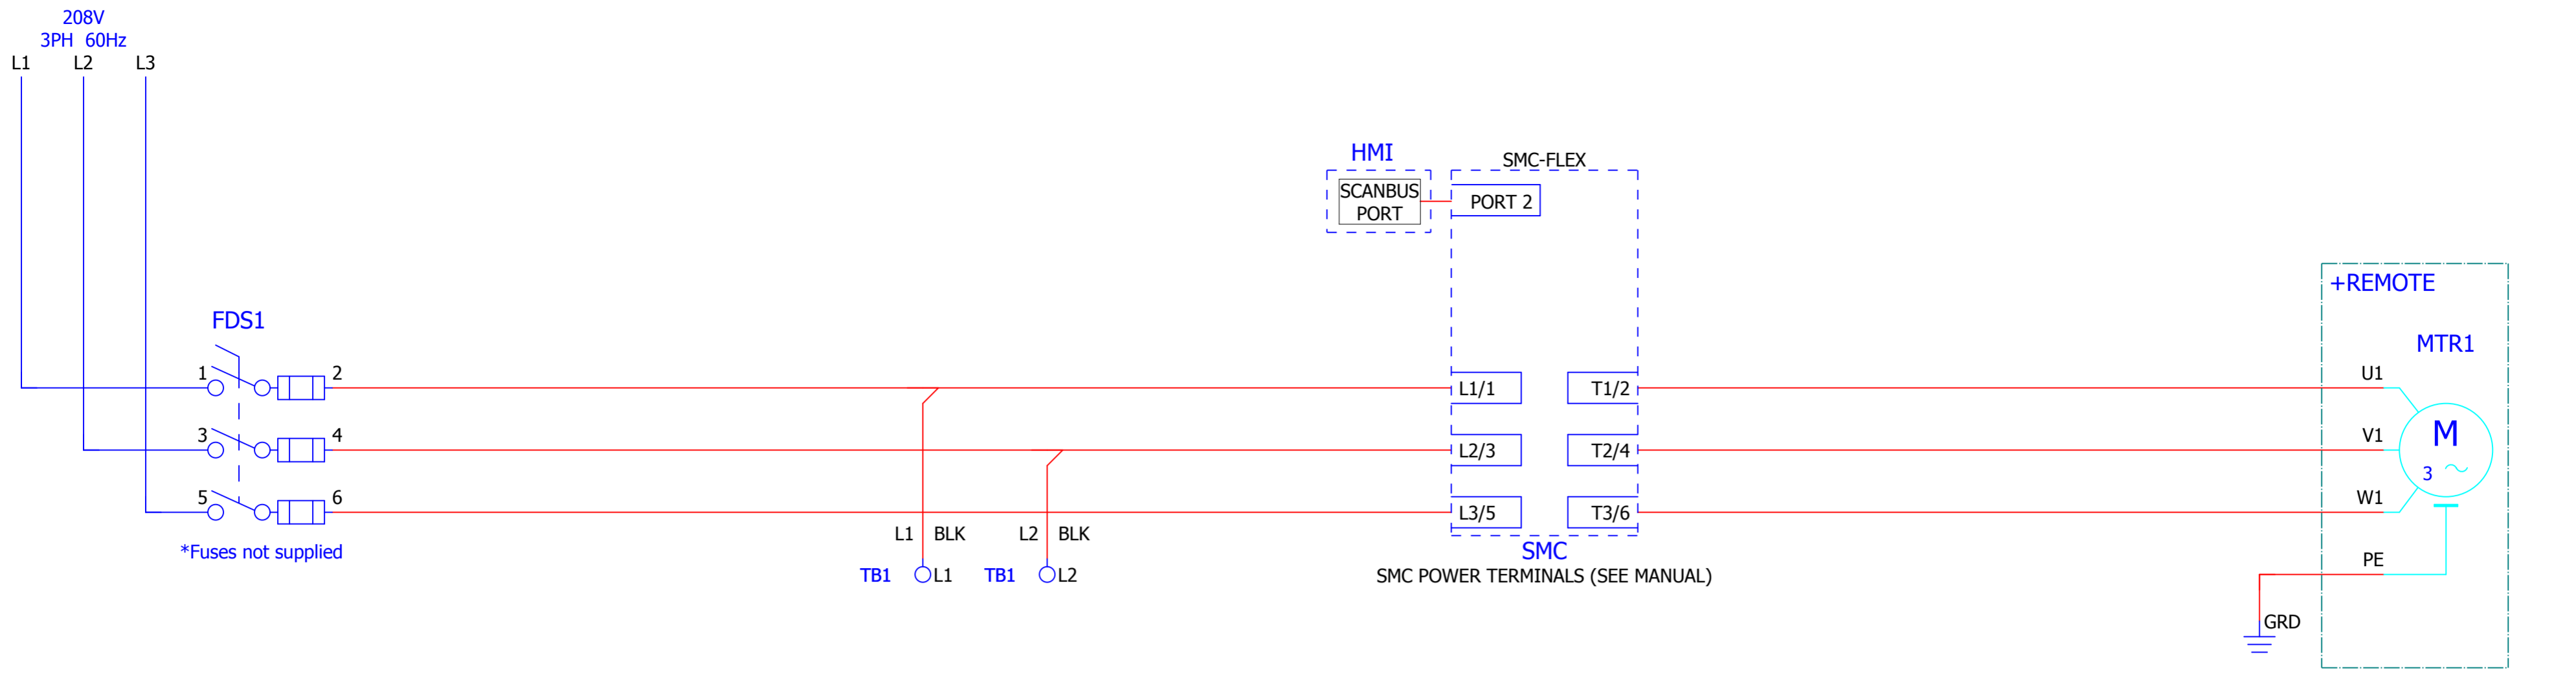 208V
3PH 60Hz
L1 L2 L3
HMI
SCANBUS
PORT
SMC-FLEX
PORT 2
+REMOTE
MTR1
FDS1
1 2
3 4
5 6
*Fuses not supplied
L1 BLK
TB1 L1
L2 BLK
TB1 L2
L1/1 T1/2
L2/3 T2/4
L3/5 T3/6
SMC
SMC POWER TERMINALS (SEE MANUAL)
U1
V1
W1
PE
M
3 ~
GRD